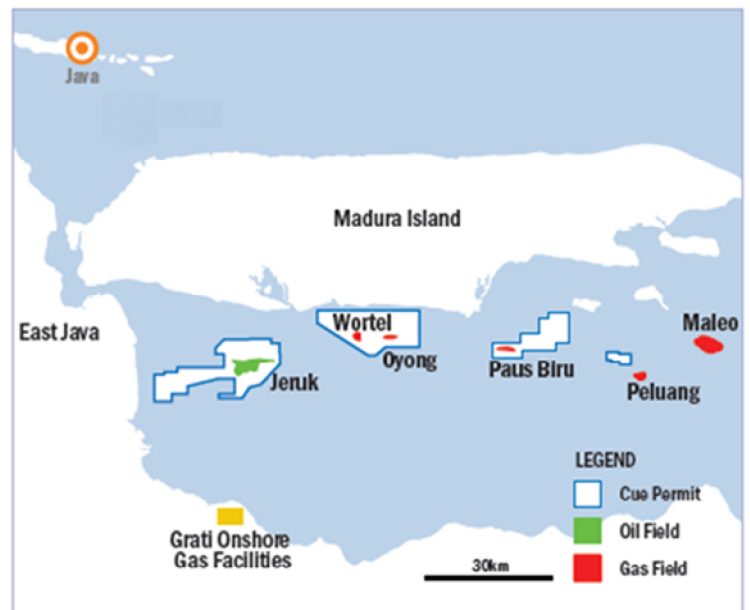 Java
Madura Island
East Java
Wortel
Oyong
Maleo
Jeruk
Paus Biru
Peluang
Grati Onshore
Gas Facilities
30km
LEGEND
Cue Permit
Oil Field
Gas Field